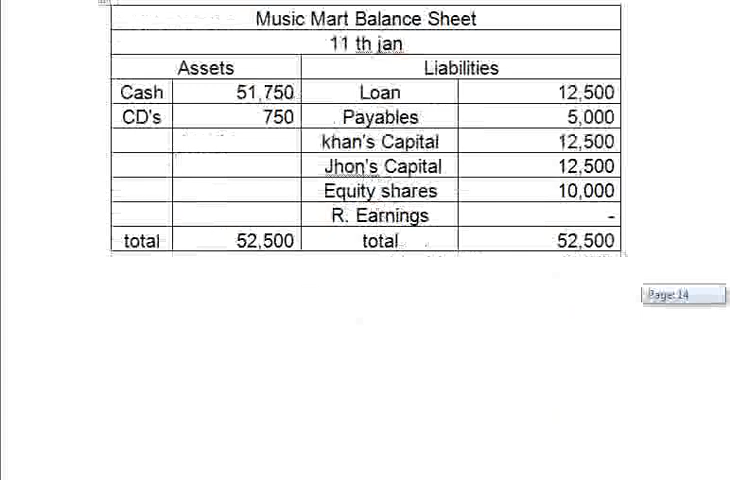 Music Mart Balance Sheet
11 th jan
Assets Liabilities
Cash 51,750 Loan 12,500
CD's 750 Payables 5,000
khan's Capital 12,500
Jhon's Capital 12,500
Equity shares 10,000
R. Earnings -
total 52,500 total 52,500
Page: 14